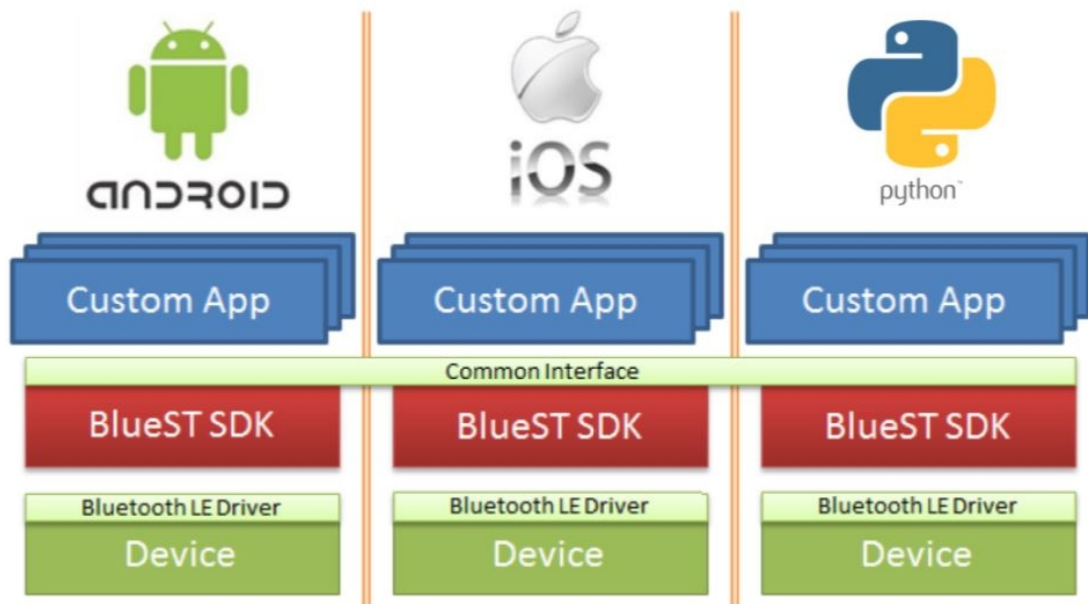 ANDROID
iOS
python™
Custom App
Custom App
Custom App
Common Interface
BlueST SDK
BlueST SDK
BlueST SDK
Bluetooth LE Driver
Bluetooth LE Driver
Bluetooth LE Driver
Device
Device
Device